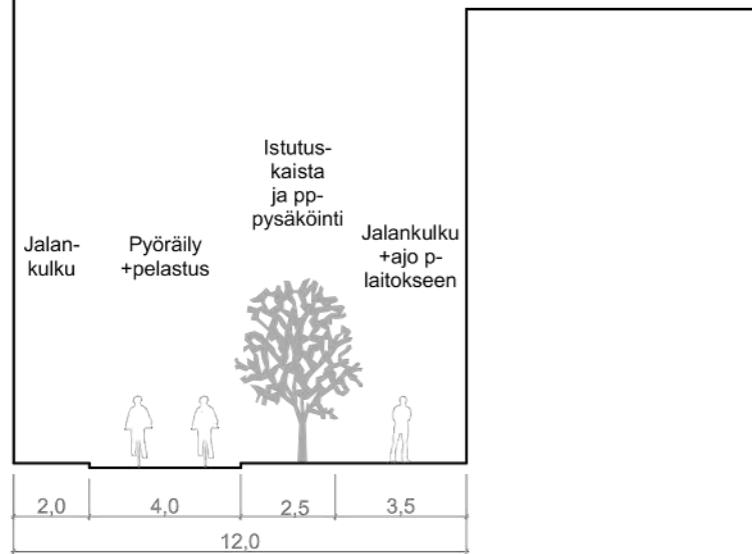 Jalan-
kulku
Pyöräily
+pelastus
Istutus-
kaista
ja pp-
pysäköinti
Jalankulku
+ajo p-
laitokseen
2,0
4,0
2,5
3,5
12,0